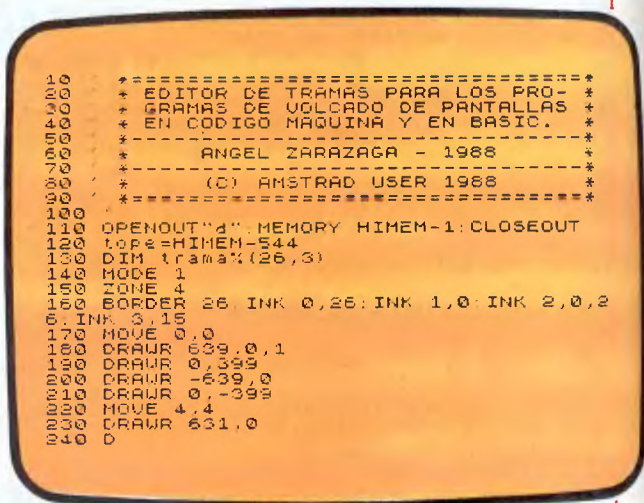 10 ' *==============================*
20 ' * EDITOR DE TRAMAS PARA LOS PRO- *
30 ' * GRAMAS DE VOLCADO DE PANTALLAS *
40 ' * EN CODIGO MAQUINA Y EN BASIC. *
50 ' *------------------------------*
60 ' * ANGEL ZARAZAGA - 1988 *
70 ' *------------------------------*
80 ' * (C) AMSTRAD USER 1988 *
90 ' *==============================*
100 '
110 OPENOUT"d":MEMORY HIMEM-1:CLOSEOUT
120 tope=HIMEM-544
130 DIM trama%(26,3)
140 MODE 1
150 ZONE 4
160 BORDER 26:INK 0,26:INK 1,0:INK 2,0,2
6:INK 3,15
170 MOVE 0,0
180 DRAWR 639,0,1
190 DRAWR 0,399
200 DRAWR -639,0
210 DRAWR 0,-399
220 MOVE 4,4
230 DRAWR 631,0
240 D